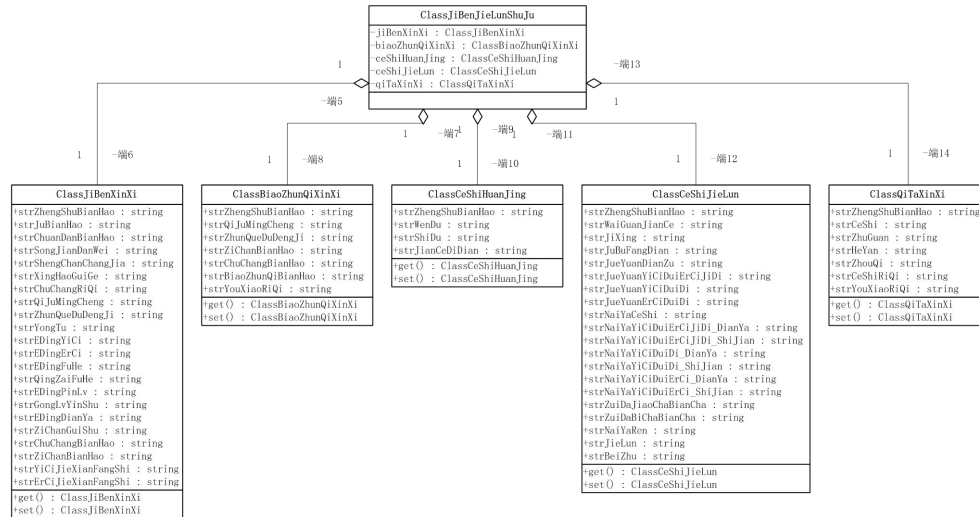 ClassJiBenJieLunShuJu
-jiBenXinXi : ClassJiBenXinXi
-biaoZhunQiXinXi : ClassBiaoZhunQiXinXi
-ceShiHuanJing : ClassCeShiHuanJing
-ceShiJieLun : ClassCeShiJieLun
-qiTaXinXi : ClassQiTaXinXi
1
-端5
-端13
1
1
-端7
1
-端9
1
-端11
1
-端6
1
-端8
1
-端10
1
-端12
1
-端14
ClassJiBenXinXi
+strZhengShuBianHao : string
+strJuBianHao : string
+strChuanDanBianHao : string
+strSongJianDanWei : string
+strShengChanChangJia : string
+strXingHaoGuiGe : string
+strChuChangRiQi : string
+strQiJuMingCheng : string
+strZhunQueDuDengJi : string
+strYongTu : string
+strEDingYiCi : string
+strEDingErCi : string
+strEDingFuHe : string
+strQingZaiFuHe : string
+strEDingPinLv : string
+strGongLvYinShu : string
+strEDingDianYa : string
+strZiChanGuiShu : string
+strChuChangBianHao : string
+strZiChanBianHao : string
+strYiCiJieXianFangShi : string
+strErCiJieXianFangShi : string
+get() : ClassJiBenXinXi
+set() : ClassJiBenXinXi
ClassBiaoZhunQiXinXi
+strZhengShuBianHao : string
+strQiJuMingCheng : string
+strZhunQueDuDengJi : string
+strZiChanBianHao : string
+strChuChangBianHao : string
+strBiaoZhunQiBianHao : string
+strYouXiaoRiQi : string
+get() : ClassBiaoZhunQiXinXi
+set() : ClassBiaoZhunQiXinXi
ClassCeShiHuanJing
+strZhengShuBianHao : string
+strWenDu : string
+strShiDu : string
+strJianCeDiDian : string
+get() : ClassCeShiHuanJing
+set() : ClassCeShiHuanJing
ClassCeShiJieLun
+strZhengShuBianHao : string
+strWaiGuanJianCe : string
+strJiXing : string
+strJuBuFangDian : string
+strJueYuanDianZu : string
+strJueYuanYiCiDuiErCiJiDi : string
+strJueYuanYiCiDuiDi : string
+strJueYuanErCiDuiDi : string
+strNaiYaCeShi : string
+strNaiYaYiCiDuiErCiJiDi_DianYa : string
+strNaiYaYiCiDuiErCiJiDi_ShiJian : string
+strNaiYaYiCiDuiDi_DianYa : string
+strNaiYaYiCiDuiDi_ShiJian : string
+strNaiYaYiCiDuiErCi_DianYa : string
+strNaiYaYiCiDuiErCi_ShiJian : string
+strZuiDaJiaoChaBianCha : string
+strZuiDaBiChaBianCha : string
+strNaiYaRen : string
+strJieLun : string
+strBeiZhu : string
+get() : ClassCeShiJieLun
+set() : ClassCeShiJieLun
ClassQiTaXinXi
+strZhengShuBianHao : string
+strCeShi : string
+strZhuGuan : string
+strHeYan : string
+strZhouQi : string
+strCeShiRiQi : string
+strYouXiaoRiQi : string
+get() : ClassQiTaXinXi
+set() : ClassQiTaXinXi